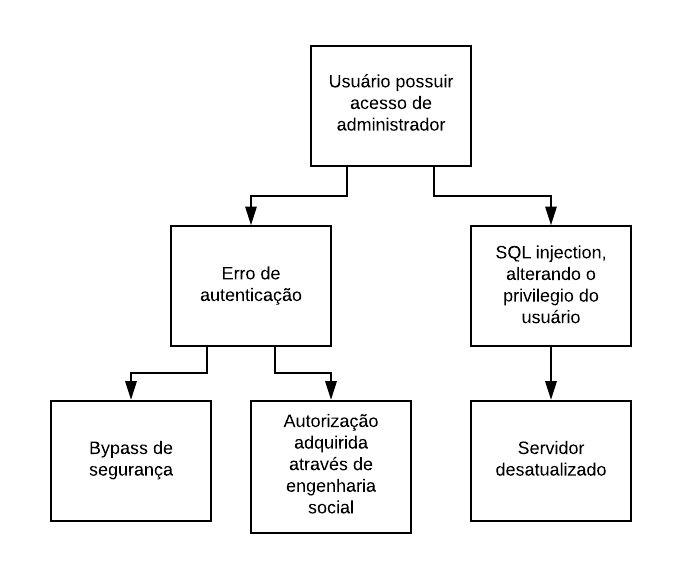 Usuário possuir
acesso de
administrador
Erro de
autenticação
SQL injection,
alterando o
privilegio do
usuário
Bypass de
segurança
Autorização
adquirida
através de
engenharia
social
Servidor
desatualizado